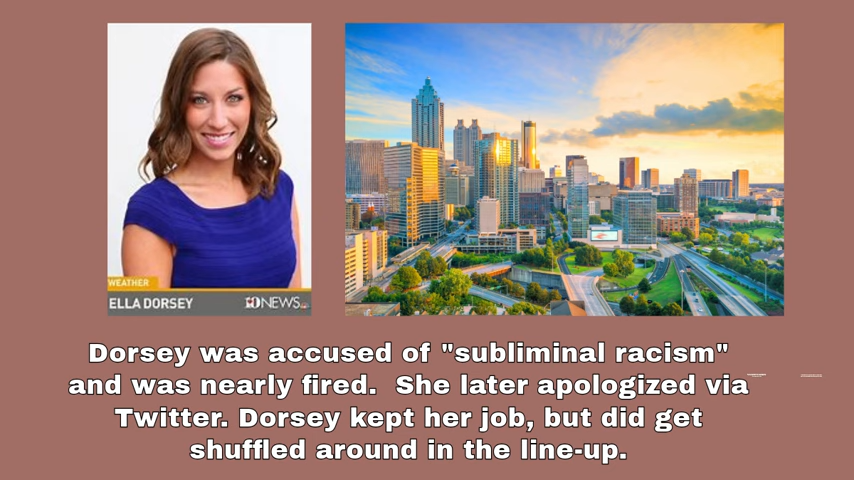 WEATHER
ELLA DORSEY 10NEWS
Dorsey was accused of "subliminal racism"
and was nearly fired. She later apologized via
Twitter. Dorsey kept her job, but did get
shuffled around in the line-up.